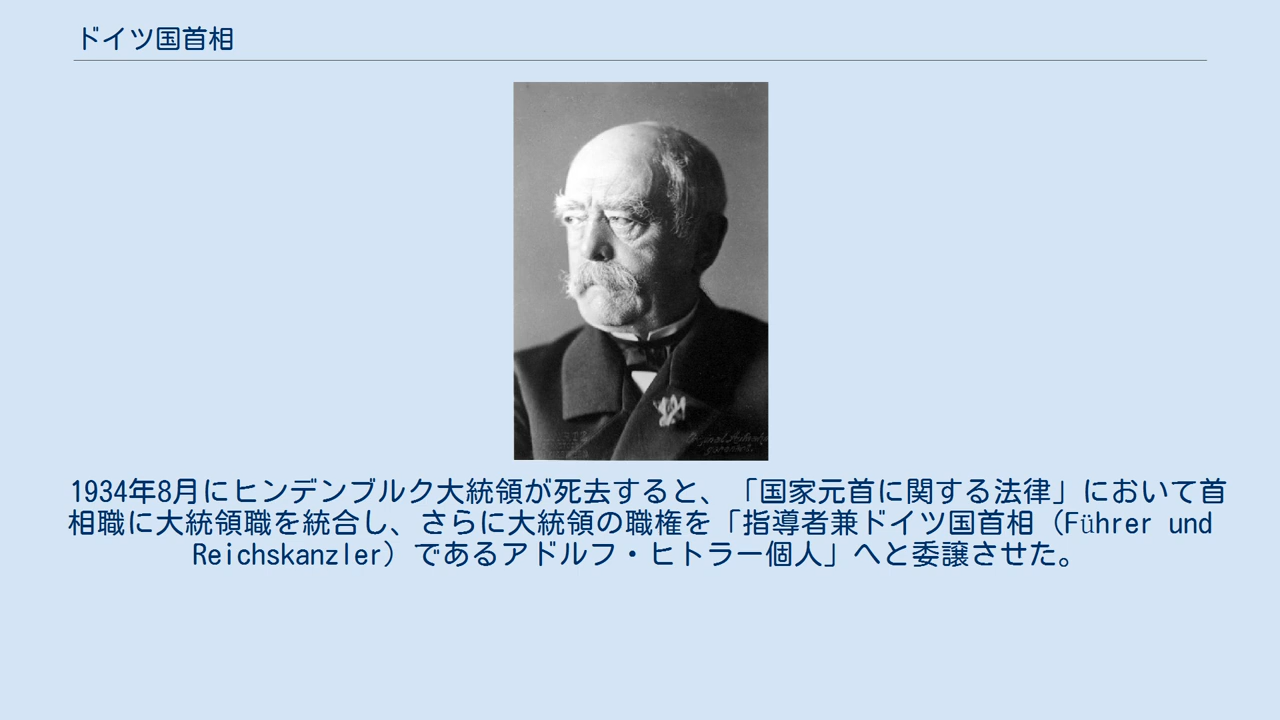 ドイツ国首相
1934年8月にヒンデンブルク大統領が死去すると、「国家元首に関する法律」において首
相職に大統領職を統合し、さらに大統領の職権を「指導者兼ドイツ国首相（Führer und
Reichskanzler）であるアドルフ・ヒトラー個人」へと委譲させた。